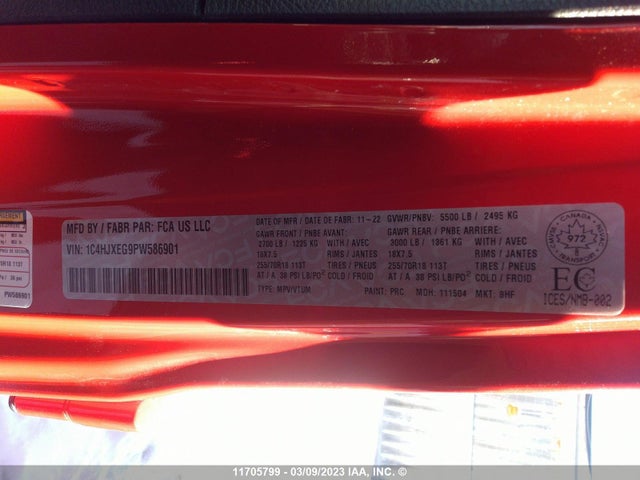 MFD BY / FABR PAR: FCA US LLC
VIN: 1C4HJXEG9PW586901
DATE OF MFR / DATE DE FABR: 11-22 GVWR/PNBV: 5500 LB / 2495 KG
GAWR FRONT / PNBE AVANT: GAWR REAR / PNBE ARRIERE:
2700 LB / 1225 KG WITH / AVEC 3000 LB / 1361 KG WITH / AVEC
18X7.5 RIMS / JANTES 18X7.5 RIMS / JANTES
255/70R18 113T TIRES / PNEUS 255/70R18 113T TIRES / PNEUS
AT / A 38 PSI LB/PO² COLD / FROID AT / A 38 PSI LB/PO² COLD / FROID
TYPE: MPV/VTUM PAINT: PRC MDH: 111504 MKT: BHF
CANADA
972
TRANSPORT
EC
ICES/NMB-002
113T
38 psi
PW586901
11705799 - 03/09/2023 IAA, INC. ©